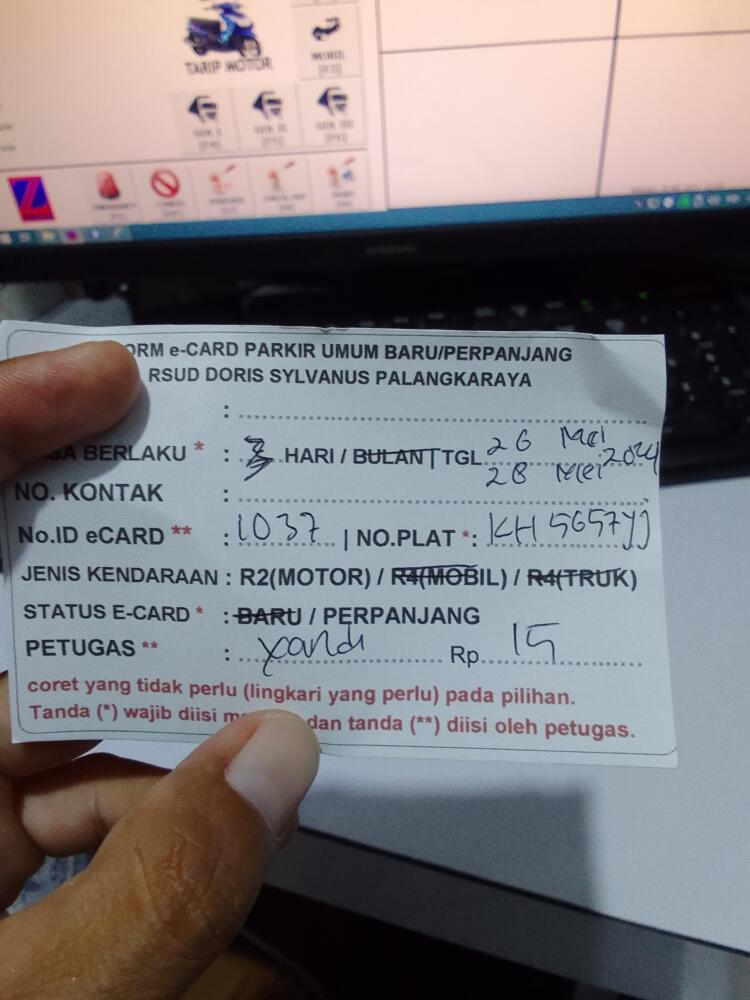 TARIP MOTOR
MOBIL
ORM e-CARD PARKIR UMUM BARU/PERPANJANG
RSUD DORIS SYLVANUS PALANGKARAYA
: 
SA BERLAKU * : 3 HARI / BULAN | TGL 26 Mei
28 Mei 2024
NO. KONTAK :
No.ID eCARD ** : 1037 | NO.PLAT *: KH 5657 YJ
JENIS KENDARAAN : R2(MOTOR) / R4(MOBIL) / R4(TRUK)
STATUS E-CARD * : BARU / PERPANJANG
PETUGAS ** : yandi Rp 15
coret yang tidak perlu (lingkari yang perlu) pada pilihan.
Tanda (*) wajib diisi dan tanda (**) diisi oleh petugas.